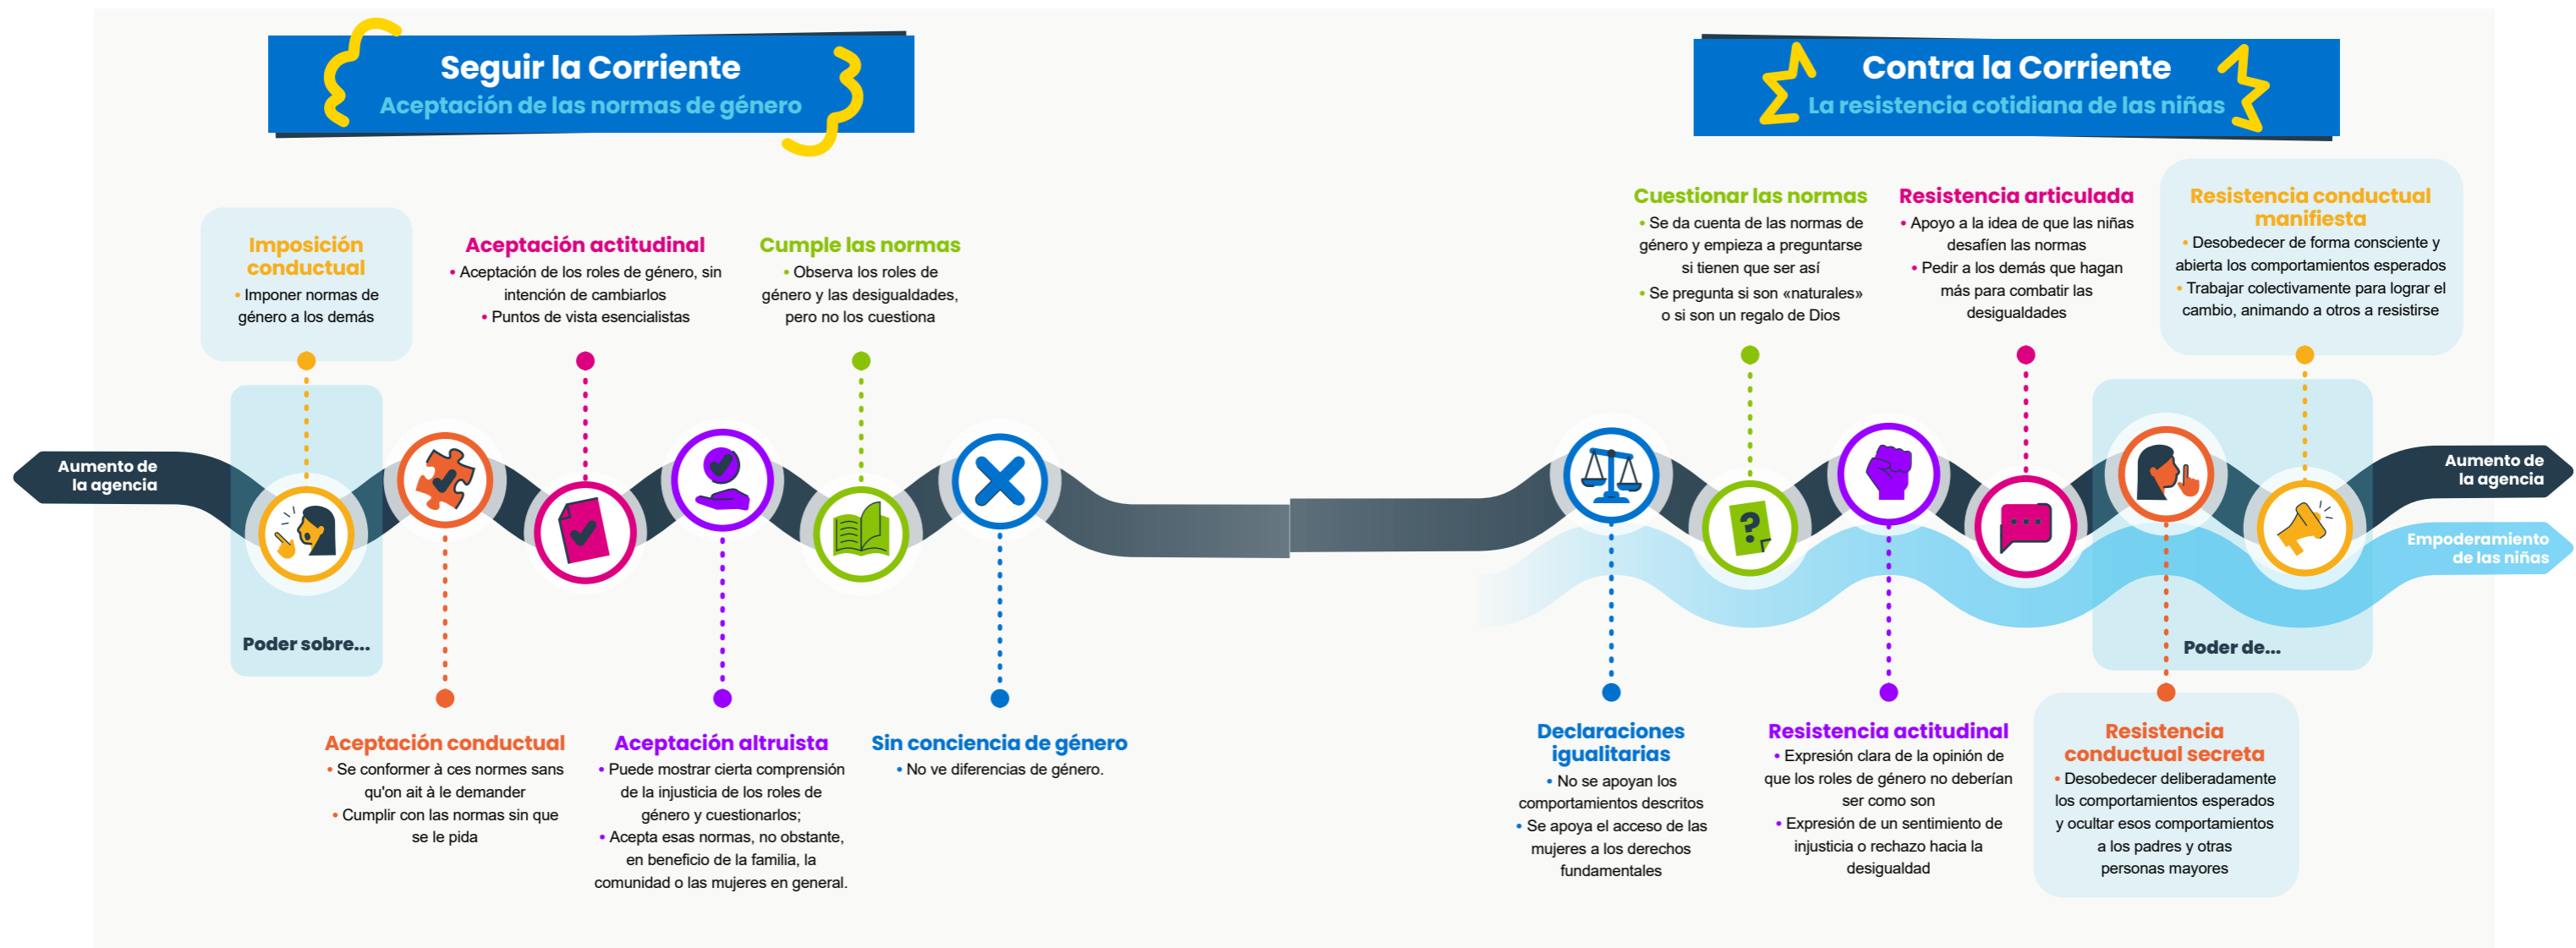 Seguir la Corriente
Aceptación de las normas de género
Imposición
conductual
• Imponer normas de
género a los demás
Aceptación actitudinal
• Aceptación de los roles de género, sin
intención de cambiarlos
• Puntos de vista esencialistas
Cumple las normas
• Observa los roles de
género y las desigualdades,
pero no los cuestiona
Aumento de
la agencia
Poder sobre...
Aceptación conductual
• Se conformer à ces normes sans
qu'on ait à le demander
• Cumplir con las normas sin que
se le pida
Aceptación altruista
• Puede mostrar cierta comprensión
de la injusticia de los roles de
género y cuestionarlos;
• Acepta esas normas, no obstante,
en beneficio de la familia, la
comunidad o las mujeres en general.
Sin conciencia de género
• No ve diferencias de género.
Contra la Corriente
La resistencia cotidiana de las niñas
Cuestionar las normas
• Se da cuenta de las normas de
género y empieza a preguntarse
si tienen que ser así
• Se pregunta si son «naturales»
o si son un regalo de Dios
Resistencia articulada
• Apoyo a la idea de que las niñas
desafíen las normas
• Pedir a los demás que hagan
más para combatir las
desigualdades
Resistencia conductual
manifiesta
• Desobedecer de forma consciente y
abierta los comportamientos esperados
• Trabajar colectivamente para lograr el
cambio, animando a otros a resistirse
?
Aumento de
la agencia
Empoderamiento
de las niñas
Poder de...
Declaraciones
igualitarias
• No se apoyan los
comportamientos descritos
• Se apoya el acceso de las
mujeres a los derechos
fundamentales
Resistencia actitudinal
• Expresión clara de la opinión de
que los roles de género no deberían
ser como son
• Expresión de un sentimiento de
injusticia o rechazo hacia la
desigualdad
Resistencia
conductual secreta
• Desobedecer deliberadamente
los comportamientos esperados
y ocultar esos comportamientos
a los padres y otras
personas mayores